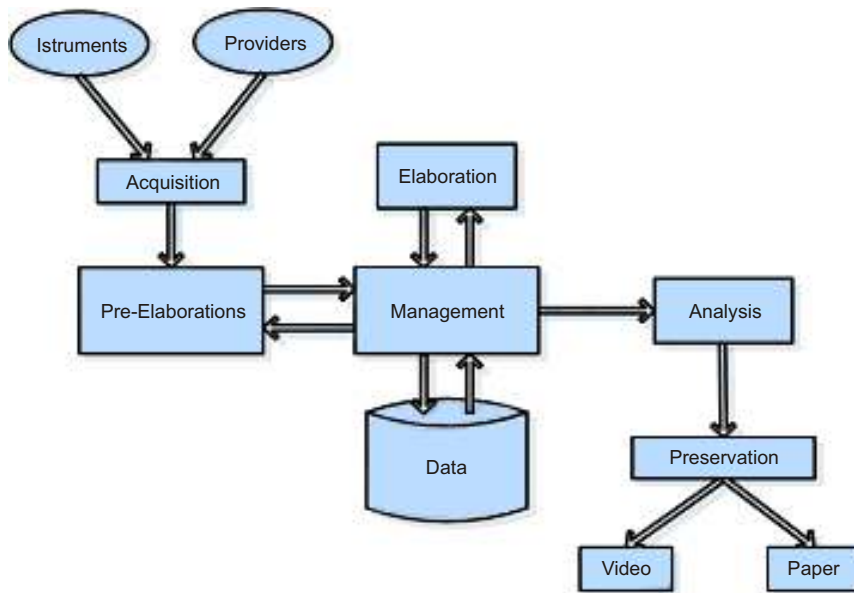 Istruments
Providers
Acquisition
Elaboration
Pre-Elaborations
Management
Analysis
Data
Preservation
Video
Paper